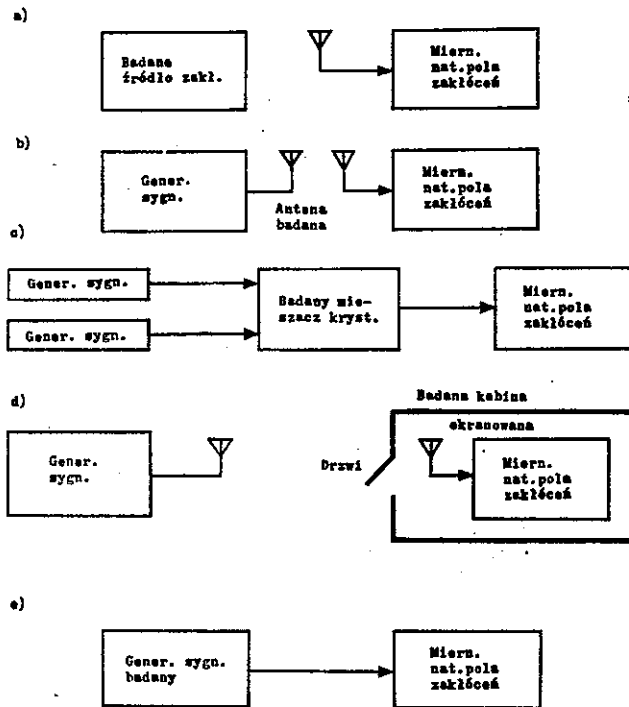 a)
Badane
źródło zakł.
Miern.
nat.pola
zakłóceń
b)
Gener.
sygn.
Antena
badana
Miern.
nat.pola
zakłóceń
c)
Gener. sygn.
Gener. sygn.
Badany mie-
szacz kryst.
Miern.
nat.pola
zakłóceń
d)
Gener.
sygn.
Drzwi
Badana kabina
ekranowana
Miern.
nat.pola
zakłóceń
e)
Gener. sygn.
badany
Miern.
nat.pola
zakłóceń